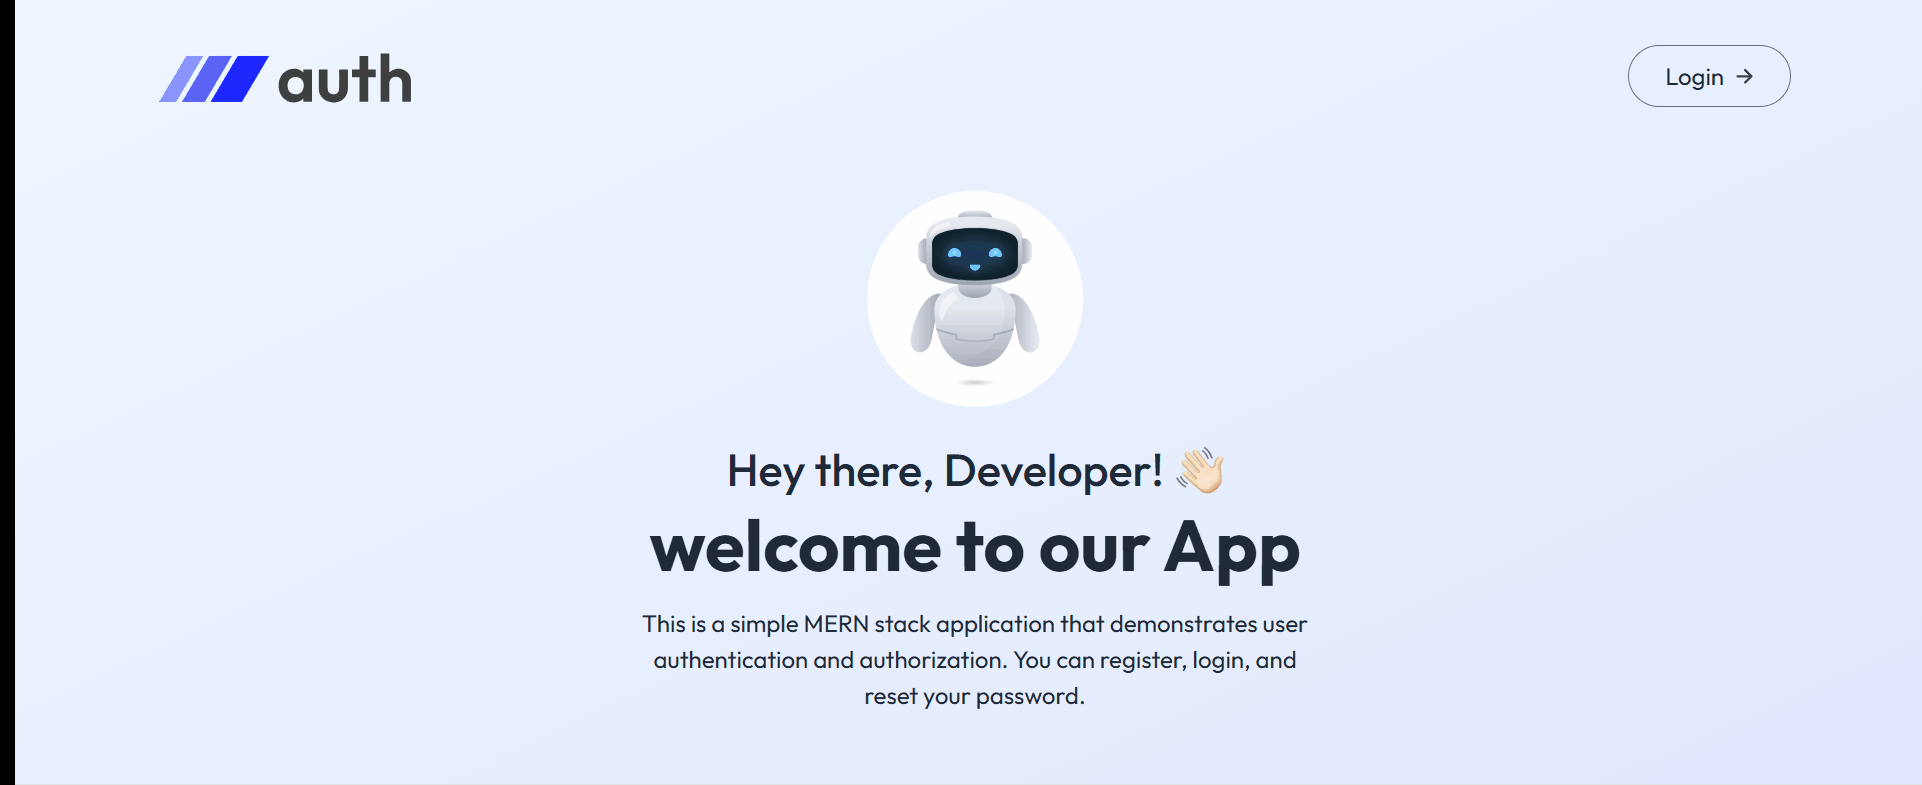 auth
Login →
Hey there, Developer! 👋🏻
welcome to our App
This is a simple MERN stack application that demonstrates user
authentication and authorization. You can register, login, and
reset your password.